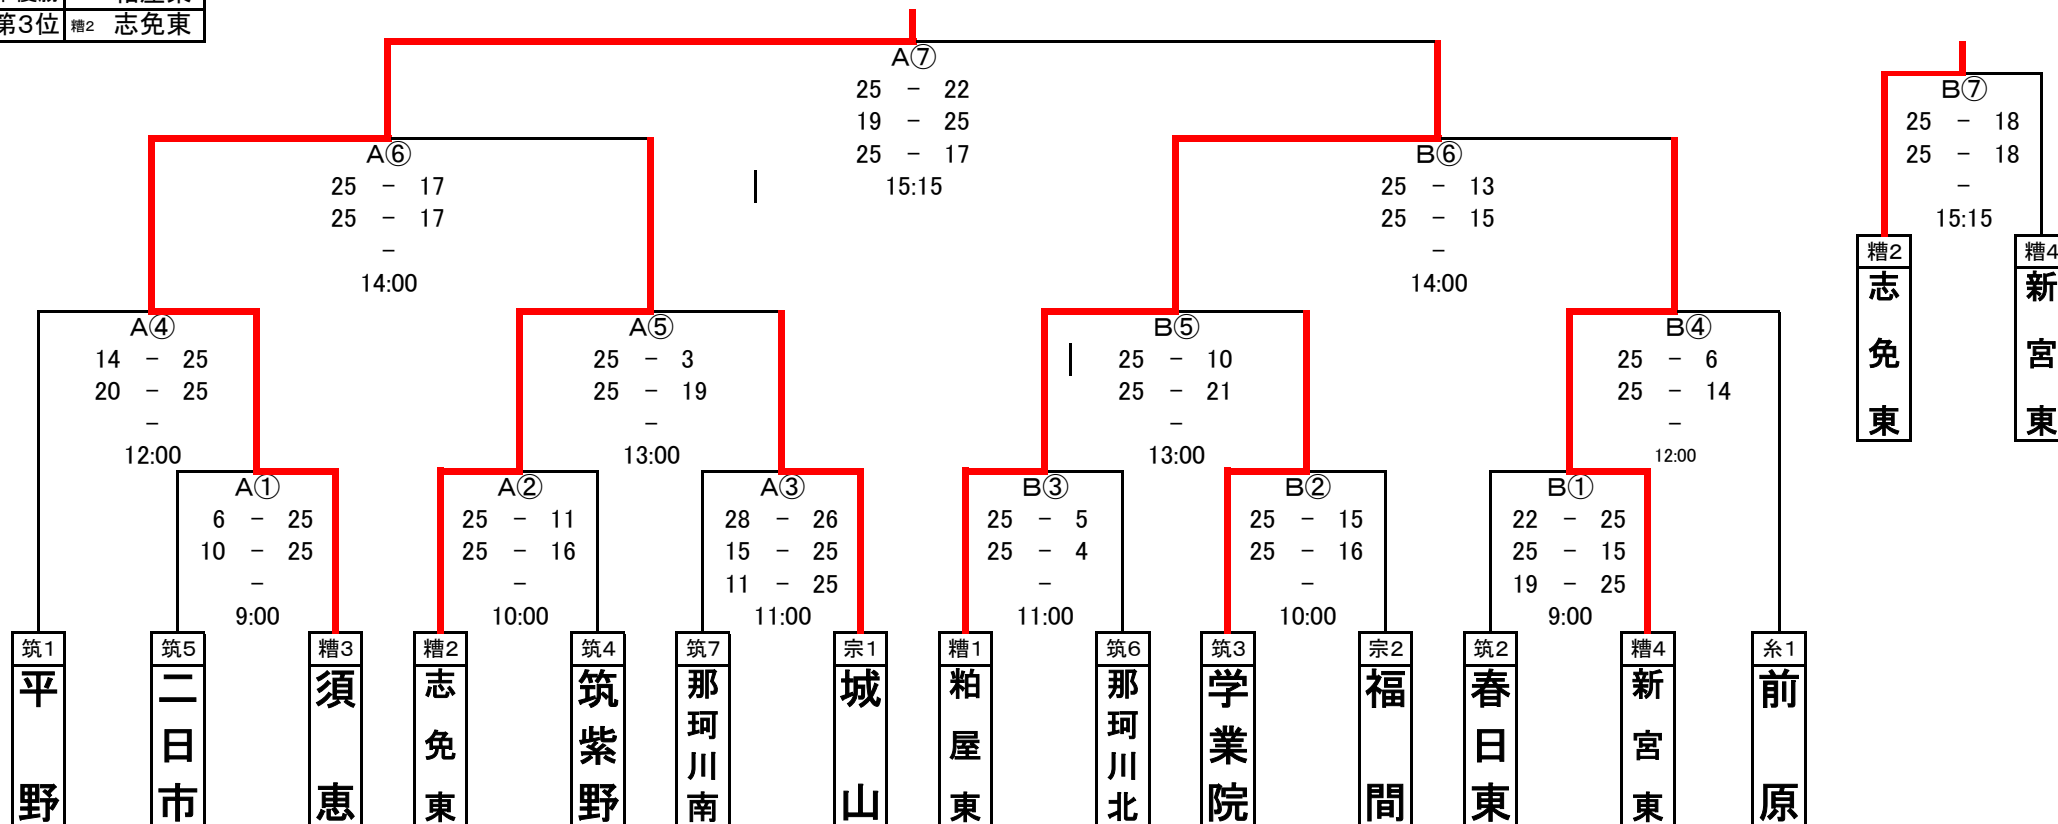 第3位 糟2 志免東
A⑦
25 - 22
19 - 25
25 - 17
15:15
B⑦
25 - 18
25 - 18
-
15:15
糟2 志免東
糟4 新宮東
A⑥
25 - 17
25 - 17
-
14:00
B⑥
25 - 13
25 - 15
-
14:00
A④
14 - 25
20 - 25
-
12:00
A⑤
25 - 3
25 - 19
-
13:00
B⑤
25 - 10
25 - 21
-
13:00
B④
25 - 6
25 - 14
-
12:00
A①
6 - 25
10 - 25
-
9:00
A②
25 - 11
25 - 16
-
10:00
A③
28 - 26
15 - 25
11 - 25
11:00
B③
25 - 5
25 - 4
-
11:00
B②
25 - 15
25 - 16
-
10:00
B①
22 - 25
25 - 15
19 - 25
9:00
筑1 平野
筑5 二日市
糟3 須恵
糟2 志免東
筑4 筑紫野
筑7 那珂川南
宗1 城山
糟1 粕屋東
筑6 那珂川北
筑3 学業院
宗2 福間
筑2 春日東
糟4 新宮東
糸1 前原